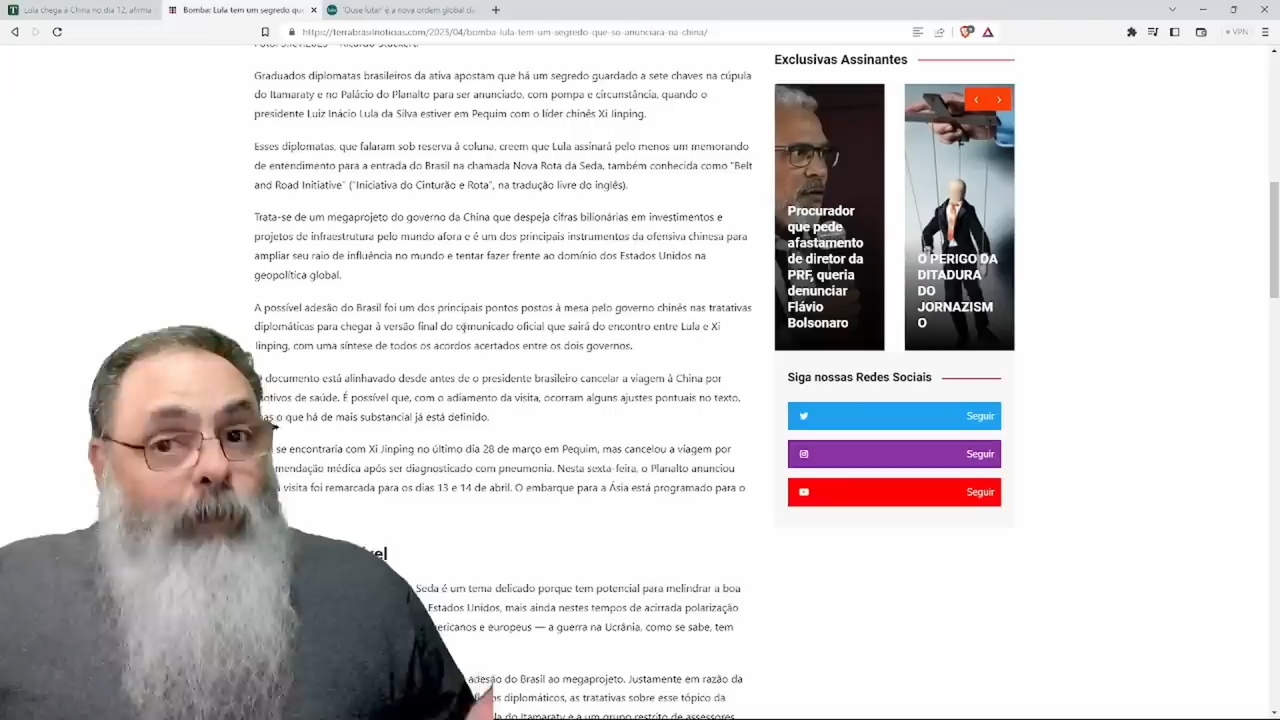 Lula chega à China no dia 12, afirma
Bomba: Lula tem um segredo que
'Ouse lutar' é a nova ordem global da
https://terrabrasilnoticias.com/2023/04/bomba-lula-tem-um-segredo-que-so-anunciara-na-china/
VPN
Graduados diplomatas brasileiros da ativa apostam que há um segredo guardado a sete chaves na cúpula
do Itamaraty e no Palácio do Planalto para ser anunciado, com pompa e circunstância, quando o
presidente Luiz Inácio Lula da Silva estiver em Pequim com o líder chinês Xi Jinping.
Esses diplomatas, que falaram sob reserva à coluna, creem que Lula assinará pelo menos um memorando
de entendimento para a entrada do Brasil na chamada Nova Rota da Seda, também conhecida como "Belt
and Road Initiative" ("Iniciativa do Cinturão e Rota", na tradução livre do inglês).
Trata-se de um megaprojeto do governo da China que despeja cifras bilionárias em investimentos e
projetos de infraestrutura pelo mundo afora e é um dos principais instrumentos da ofensiva chinesa para
ampliar seu raio de influência no mundo e tentar fazer frente ao domínio dos Estados Unidos na
geopolítica global.
A possível adesão do Brasil foi um dos principais pontos postos à mesa pelo governo chinês nas tratativas
diplomáticas para chegar à versão final do comunicado oficial que sairá do encontro entre Lula e Xi
Jinping, com uma síntese de todos os acordos acertados entre os dois governos.
documento está alinhavado desde antes de o presidente brasileiro cancelar a viagem à China por
motivos de saúde. É possível que, com o adiamento da visita, ocorram alguns ajustes pontuais no texto,
mas o que há de mais substancial já está definido.
se encontraria com Xi Jinping no último dia 28 de março em Pequim, mas cancelou a viagem por
mendação médica após ser diagnosticado com pneumonia. Nesta sexta-feira, o Planalto anunciou
visita foi remarcada para os dias 13 e 14 de abril. O embarque para a Ásia está programado para o
Seda é um tema delicado porque tem potencial para melindrar a boa
Estados Unidos, mais ainda nestes tempos de acirrada polarização
ericanos e europeus — a guerra na Ucrânia, como se sabe, tem
adesão do Brasil ao megaprojeto. Justamente em razão da
os diplomáticos, as tratativas sobre esse tópico da
do Itamaraty e a um grupo restrito de assessores
Exclusivas Assinantes
Procurador
que pede
afastamento
de diretor da
PRF, queria
denunciar
Flávio
Bolsonaro
O PERIGO DA
DITADURA
DO
JORNAZISM
O
Siga nossas Redes Sociais
Seguir
Seguir
Seguir